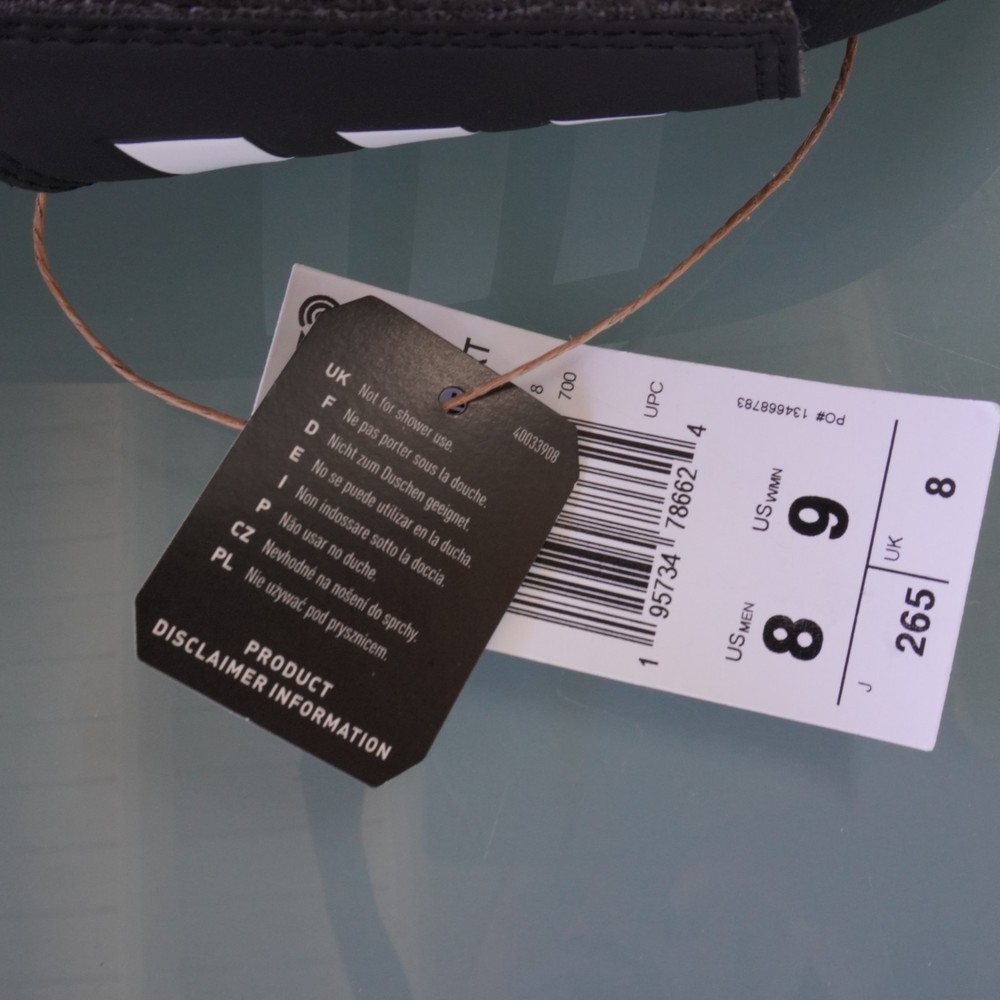 UK Not for shower use.
F Ne pas porter sous la douche.
D Nicht zum Duschen geeignet.
E No se puede utilizar en la ducha.
I Non indossare sotto la doccia.
P Não usar no duche.
CZ Nevhodné na nošení do sprchy.
PL Nie używać pod prysznicem.
PRODUCT
DISCLAIMER INFORMATION
40033908
8
700
UPC
1 95734 78662 4
PO# 134668783
US MEN 8
US WMN 9
J 265
UK 8